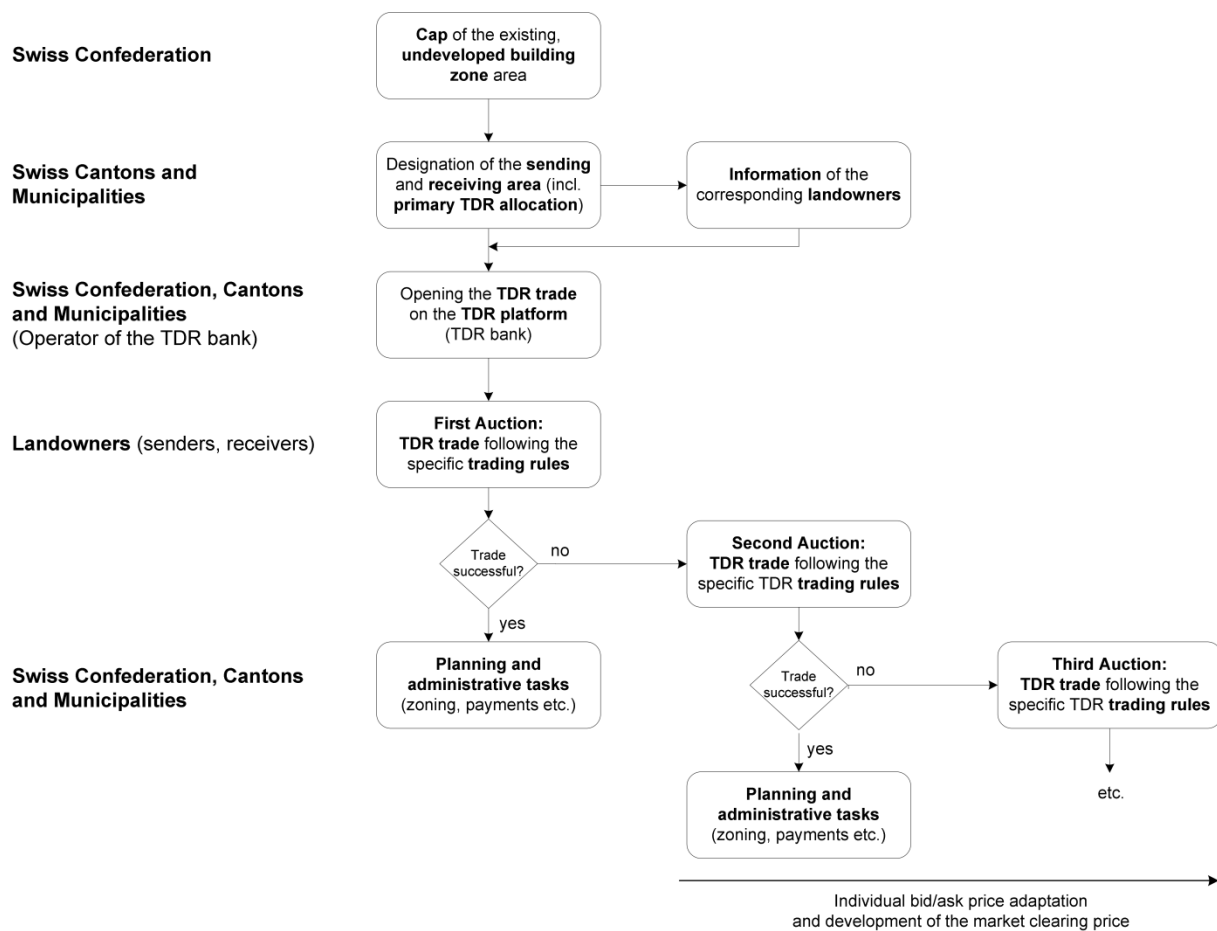 Swiss Confederation
Cap of the existing,
undeveloped building
zone area
Swiss Cantons and
Municipalities
Designation of the sending
and receiving area (incl.
primary TDR allocation)
Information of the
corresponding landowners
Swiss Confederation, Cantons
and Municipalities
(Operator of the TDR bank)
Opening the TDR trade
on the TDR platform
(TDR bank)
Landowners (senders, receivers)
First Auction:
TDR trade following the
specific trading rules
Trade
successful?
no
yes
Second Auction:
TDR trade following the
specific TDR trading rules
Swiss Confederation, Cantons
and Municipalities
Planning and
administrative tasks
(zoning, payments etc.)
Trade
successful?
no
yes
Third Auction:
TDR trade following the
specific TDR trading rules
etc.
Planning and
administrative tasks
(zoning, payments etc.)
Individual bid/ask price adaptation
and development of the market clearing price